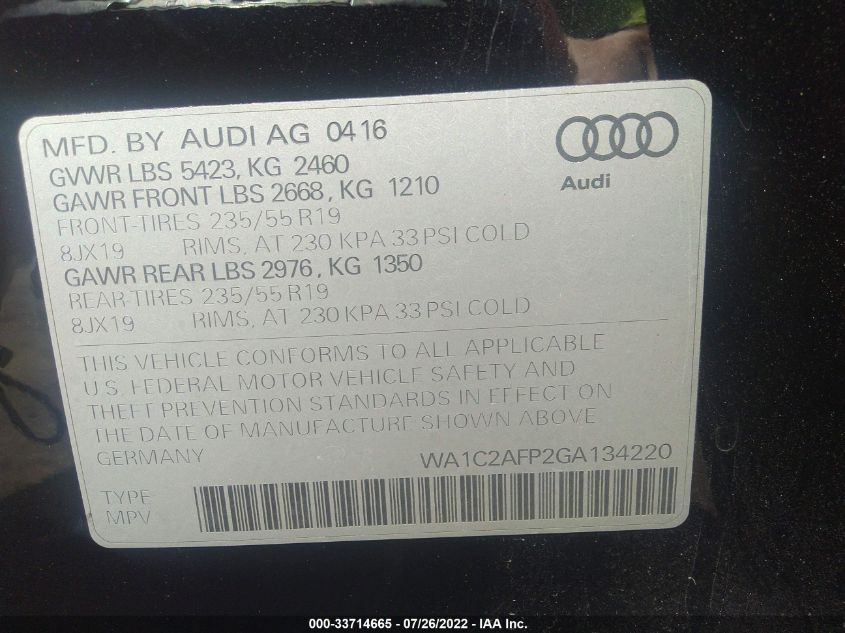 MFD. BY AUDI AG 0416
GVWR LBS 5423, KG 2460
GAWR FRONT LBS 2668, KG 1210
FRONT-TIRES 235/55 R19
8JX19 RIMS, AT 230 KPA 33 PSI COLD
GAWR REAR LBS 2976, KG 1350
REAR-TIRES 235/55 R19
8JX19 RIMS, AT 230 KPA 33 PSI COLD
Audi
THIS VEHICLE CONFORMS TO ALL APPLICABLE
U.S. FEDERAL MOTOR VEHICLE SAFETY AND
THEFT PREVENTION STANDARDS IN EFFECT ON
THE DATE OF MANUFACTURE SHOWN ABOVE
GERMANY WA1C2AFP2GA134220
TYPE
MPV
000-33714665 - 07/26/2022 - IAA Inc.